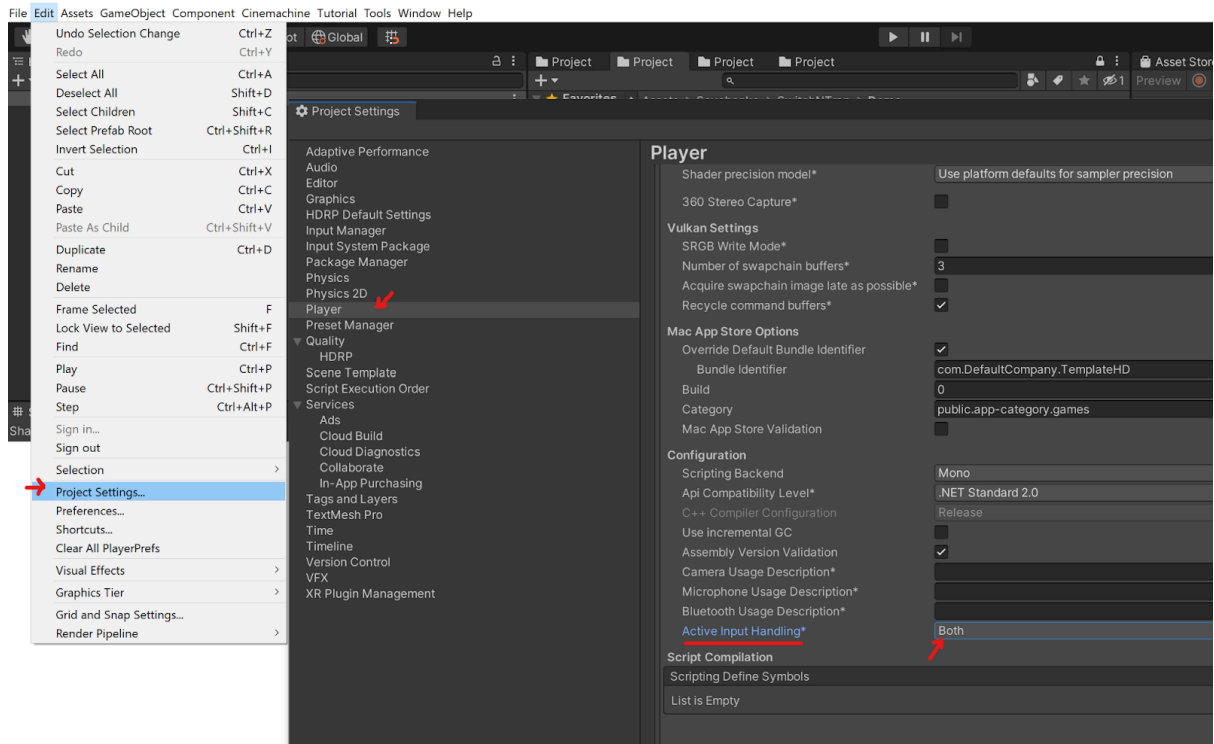 File Edit Assets GameObject Component Cinemachine Tutorial Tools Window Help
Undo Selection Change Ctrl+Z
Redo Ctrl+Y
Select All Ctrl+A
Deselect All Shift+D
Select Children Shift+C
Select Prefab Root Ctrl+Shift+R
Invert Selection Ctrl+I
Cut Ctrl+X
Copy Ctrl+C
Paste Ctrl+V
Paste As Child Ctrl+Shift+V
Duplicate Ctrl+D
Rename
Delete
Frame Selected F
Lock View to Selected Shift+F
Find Ctrl+F
Play Ctrl+P
Pause Ctrl+Shift+P
Step Ctrl+Alt+P
Sign in...
Sign out
Selection
Project Settings...
Preferences...
Shortcuts...
Clear All PlayerPrefs
Visual Effects
Graphics Tier
Grid and Snap Settings...
Render Pipeline
Global
Project Project Project Project Asset Stor
1 Preview
Favorites
Project Settings
Adaptive Performance
Audio
Editor
Graphics
HDRP Default Settings
Input Manager
Input System Package
Package Manager
Physics
Physics 2D
Player
Preset Manager
Quality
HDRP
Scene Template
Script Execution Order
Services
Ads
Cloud Build
Cloud Diagnostics
Collaborate
In-App Purchasing
Tags and Layers
TextMesh Pro
Time
Timeline
Version Control
VFX
XR Plugin Management
Player
Shader precision model* Use platform defaults for sampler precision
360 Stereo Capture*
Vulkan Settings
SRGB Write Mode*
Number of swapchain buffers* 3
Acquire swapchain image late as possible*
Recycle command buffers*
Mac App Store Options
Override Default Bundle Identifier
Bundle Identifier com.DefaultCompany.TemplateHD
Build 0
Category public.app-category.games
Mac App Store Validation
Configuration
Scripting Backend Mono
Api Compatibility Level* .NET Standard 2.0
C++ Compiler Configuration Release
Use incremental GC
Assembly Version Validation
Camera Usage Description*
Microphone Usage Description*
Bluetooth Usage Description*
Active Input Handling* Both
Script Compilation
Scripting Define Symbols
List is Empty